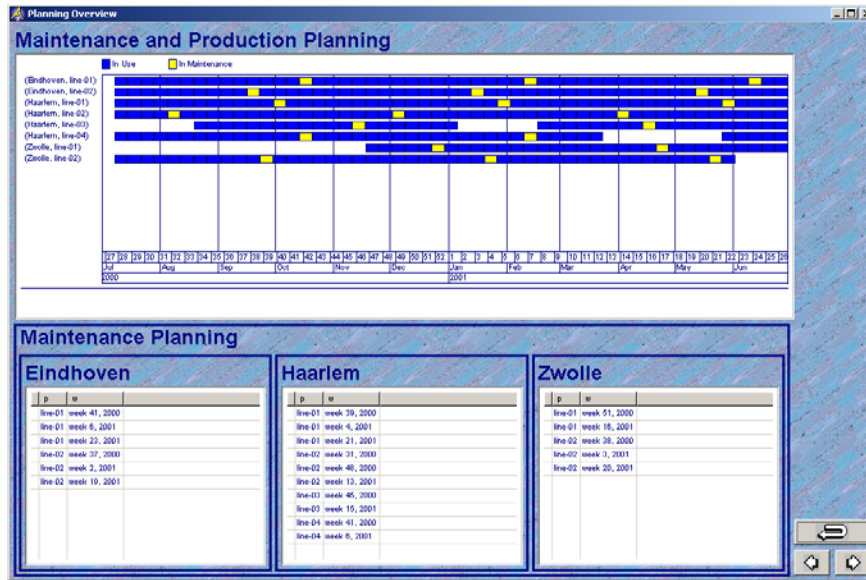 Planning Overview
Maintenance and Production Planning
In Use In Maintenance
(Eindhoven, line-01)
(Eindhoven, line-02)
(Haarlem, line-01)
(Haarlem, line-02)
(Haarlem, line-03)
(Haarlem, line-04)
(Zwolle, line-01)
(Zwolle, line-02)
27 28 29 30 31 32 33 34 35 36 37 38 39 40 41 42 43 44 45 46 47 48 49 50 51 52 1 2 3 4 5 6 7 8 9 10 11 12 13 14 15 16 17 18 19 20 21 22 23 24 25 26
Jul Aug Sep Oct Nov Dec Jan Feb Mar Apr May Jun
2000 2001
Maintenance Planning
Eindhoven
p w
line-01 week 41, 2000
line-01 week 6, 2001
line-01 week 23, 2001
line-02 week 37, 2000
line-02 week 2, 2001
line-02 week 19, 2001
Haarlem
p w
line-01 week 39, 2000
line-01 week 4, 2001
line-01 week 21, 2001
line-02 week 31, 2000
line-02 week 48, 2000
line-02 week 13, 2001
line-03 week 45, 2000
line-03 week 15, 2001
line-04 week 41, 2000
line-04 week 6, 2001
Zwolle
p w
line-01 week 51, 2000
line-01 week 16, 2001
line-02 week 38, 2000
line-02 week 3, 2001
line-02 week 20, 2001